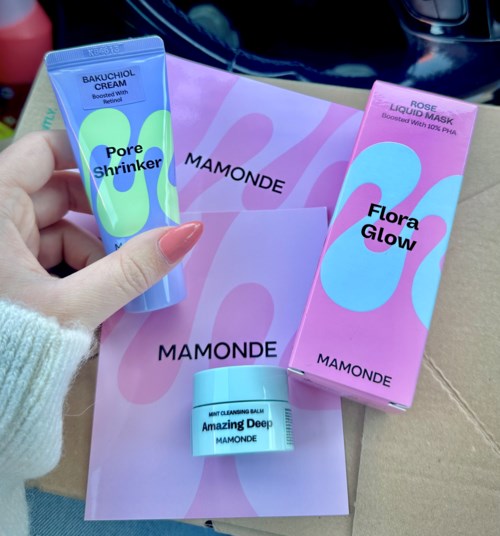 BAKUCHIOL
CREAM
Boosted With
Retinol
Pore
Shrinker
M
MAMONDE
ROSE
LIQUID MASK
Boosted With 10% PHA
Flora
Glow
MAMONDE
MAMONDE
MINT CLEANSING BALM
Amazing Deep
MAMONDE